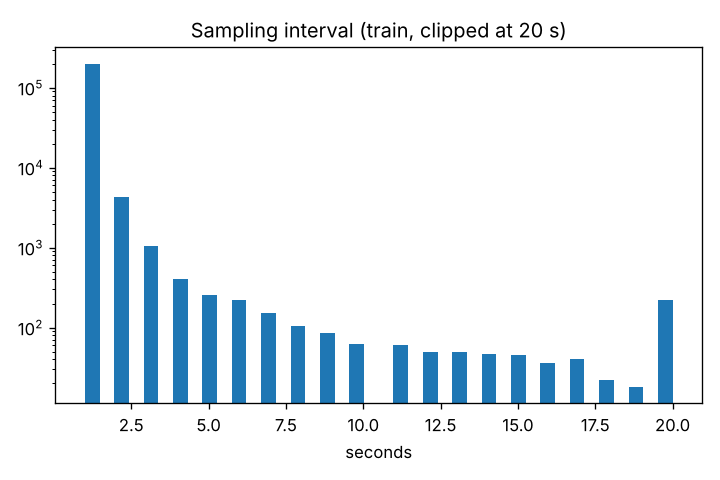 Sampling interval (train, clipped at 20 s)
10⁵
10⁴
10³
10²
2.5 5.0 7.5 10.0 12.5 15.0 17.5 20.0
seconds